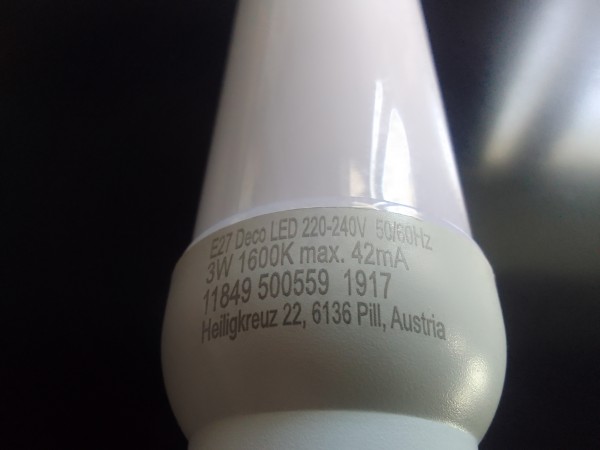 E27 Deco LED 220-240V 50/60Hz
3W 1600K max. 42mA
11849 500559 1917
Heiligkreuz 22, 6136 Pill, Austria